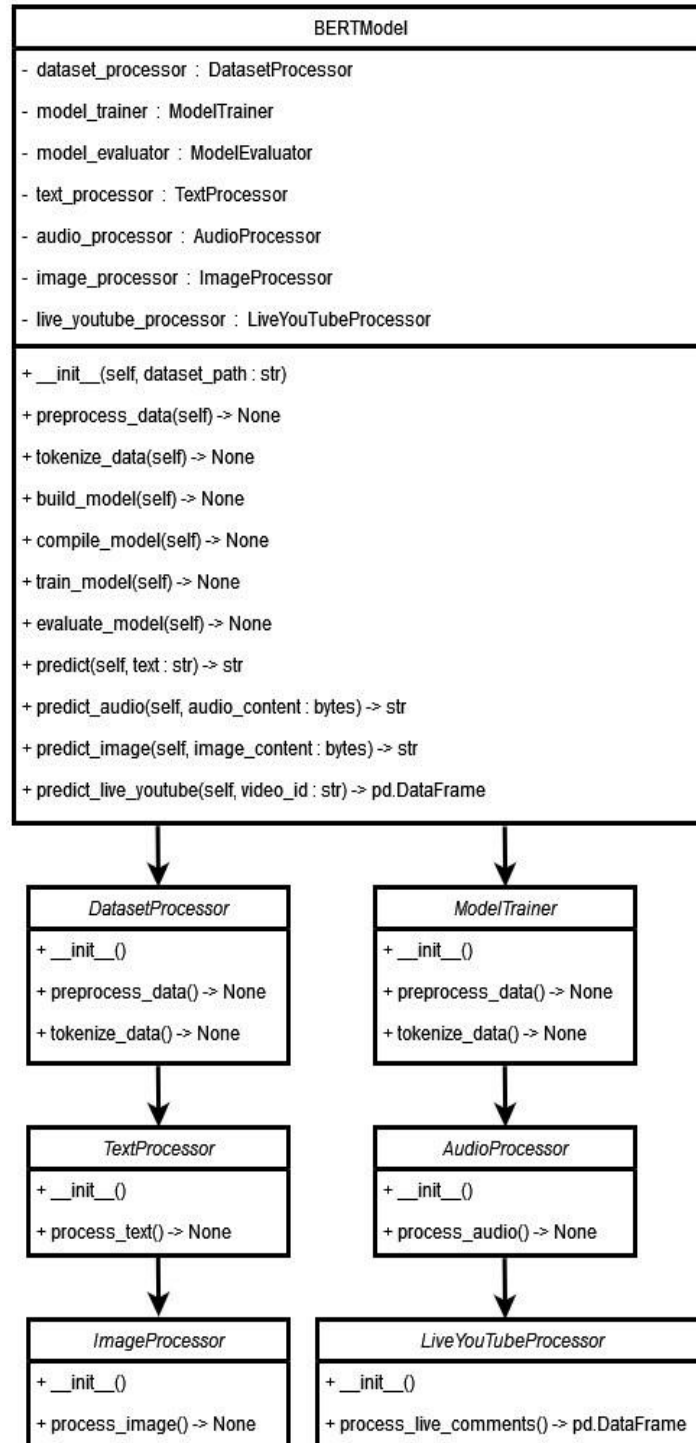 BERTModel
- dataset_processor : DatasetProcessor
- model_trainer : ModelTrainer
- model_evaluator : ModelEvaluator
- text_processor : TextProcessor
- audio_processor : AudioProcessor
- image_processor : ImageProcessor
- live_youtube_processor : LiveYouTubeProcessor
+ __init__(self, dataset_path : str)
+ preprocess_data(self) -> None
+ tokenize_data(self) -> None
+ build_model(self) -> None
+ compile_model(self) -> None
+ train_model(self) -> None
+ evaluate_model(self) -> None
+ predict(self, text : str) -> str
+ predict_audio(self, audio_content : bytes) -> str
+ predict_image(self, image_content : bytes) -> str
+ predict_live_youtube(self, video_id : str) -> pd.DataFrame
DatasetProcessor
+ __init__()
+ preprocess_data() -> None
+ tokenize_data() -> None
ModelTrainer
+ __init__()
+ preprocess_data() -> None
+ tokenize_data() -> None
TextProcessor
+ __init__()
+ process_text() -> None
AudioProcessor
+ __init__()
+ process_audio() -> None
ImageProcessor
+ __init__()
+ process_image() -> None
LiveYouTubeProcessor
+ __init__()
+ process_live_comments() -> pd.DataFrame